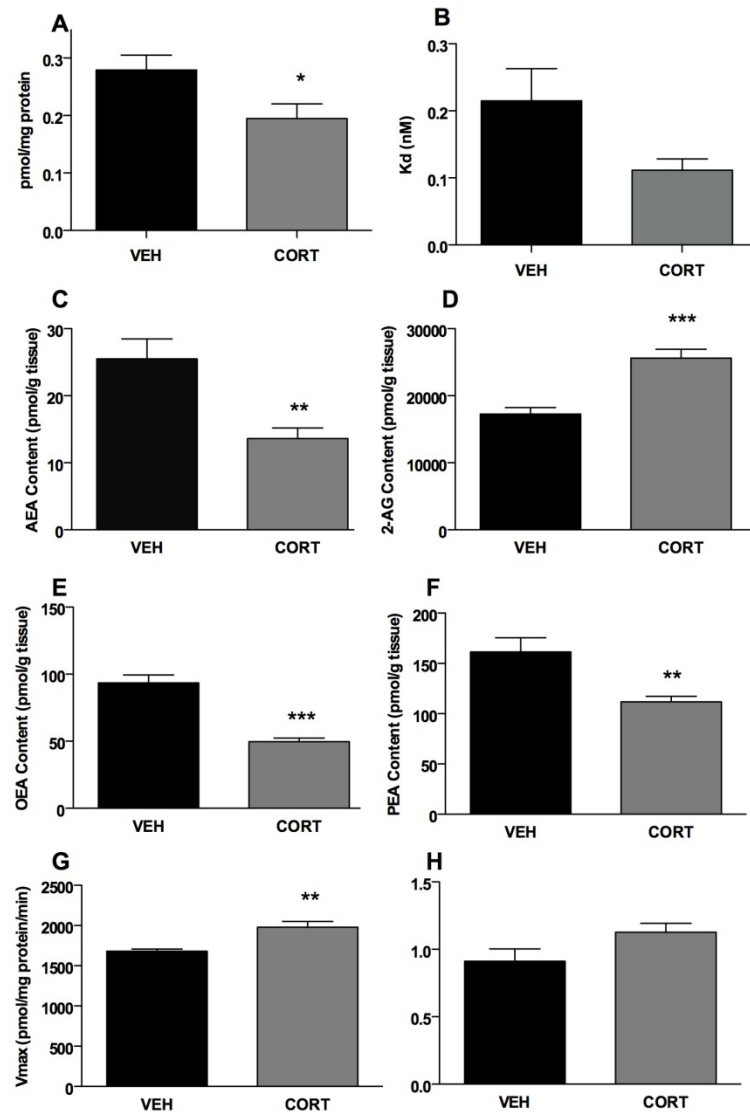 A
pmol/mg protein
0.3
0.2
0.1
0.0
*
VEH
CORT
B
Kd (nM)
0.3
0.2
0.1
0.0
VEH
CORT
C
AEA Content (pmol/g tissue)
30
20
10
0
**
VEH
CORT
D
2-AG Content (pmol/g tissue)
30000
20000
10000
0
***
VEH
CORT
E
OEA Content (pmol/g tissue)
150
100
50
0
***
VEH
CORT
F
PEA Content (pmol/g tissue)
200
150
100
50
0
**
VEH
CORT
G
Vmax (pmol/mg protein/min)
2500
2000
1500
1000
500
0
**
VEH
CORT
H
1.5
1.0
0.5
0.0
VEH
CORT